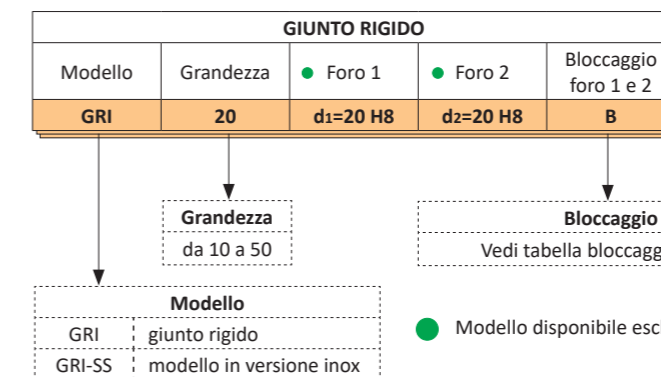 GIUNTO RIGIDO
Modello Grandezza Foro 1 Foro 2 Bloccaggio foro 1 e 2
GRI 20 d1=20 H8 d2=20 H8 B
Grandezza
da 10 a 50
Bloccaggio
Vedi tabella
Modello
GRI giunto rigido
GRI-SS modello in versione inox
Modello disponibile